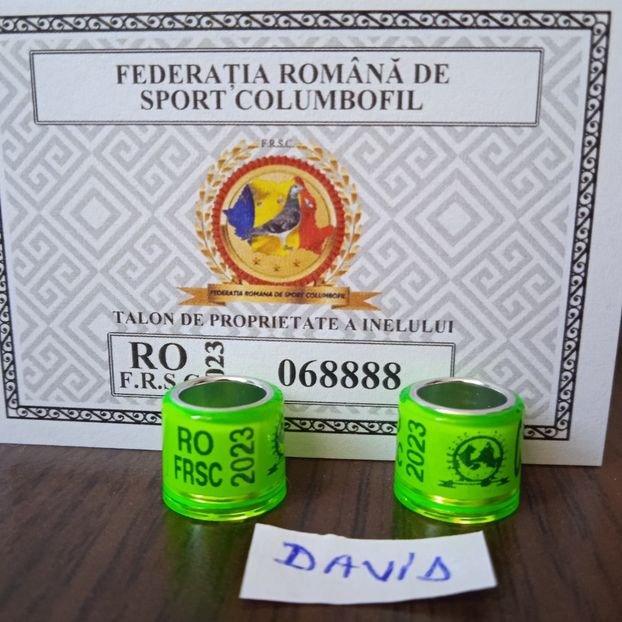 FEDERAȚIA ROMÂNĂ DE
SPORT COLUMBOFIL
F.R.S.C.
FEDERATIA ROMANA DE SPORT COLUMBOFIL
TALON DE PROPRIETATE A INELULUI
RO 2023
F.R.S.C
068888
RO
FRSC
2023
2023
DAVID